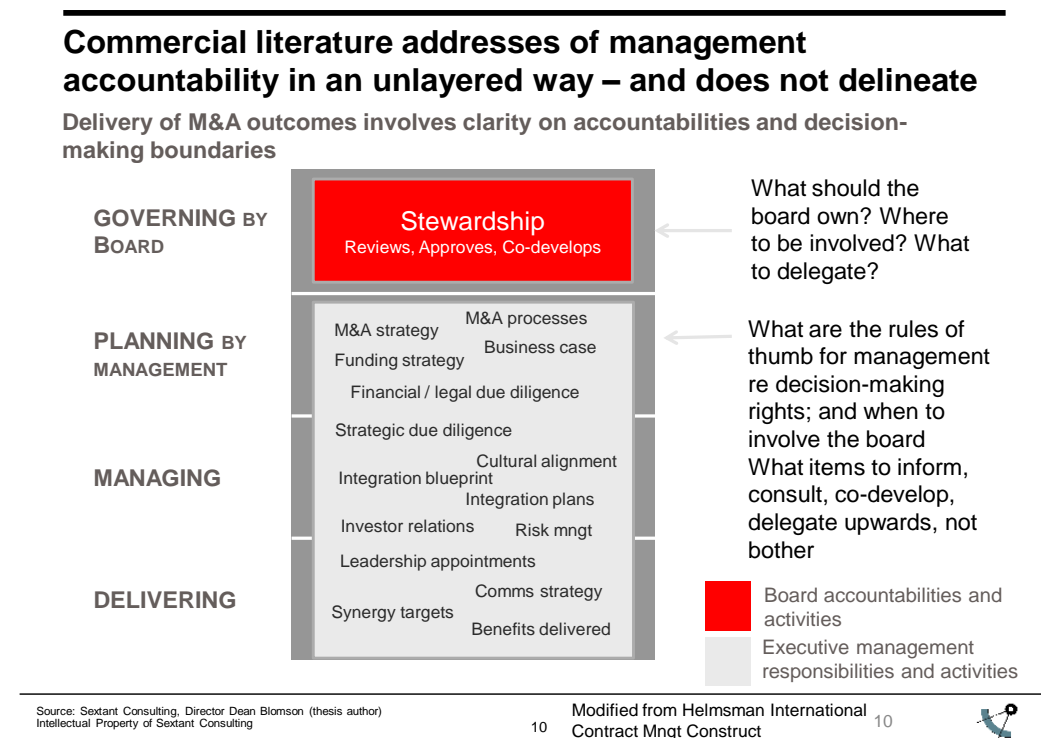 Commercial literature addresses of management
accountability in an unlayered way – and does not delineate
Delivery of M&A outcomes involves clarity on accountabilities and decision-
making boundaries
GOVERNING BY
BOARD
Stewardship
Reviews, Approves, Co-develops
What should the
board own? Where
to be involved? What
to delegate?
PLANNING BY
MANAGEMENT
M&A strategy
M&A processes
Funding strategy
Business case
Financial / legal due diligence
What are the rules of
thumb for management
re decision-making
rights; and when to
involve the board
What items to inform,
consult, co-develop,
delegate upwards, not
bother
MANAGING
Strategic due diligence
Cultural alignment
Integration blueprint
Integration plans
Investor relations
Risk mngt
DELIVERING
Leadership appointments
Comms strategy
Synergy targets
Benefits delivered
Board accountabilities and
activities
Executive management
responsibilities and activities
Source: Sextant Consulting, Director Dean Blomson (thesis author)
Intellectual Property of Sextant Consulting
10
Modified from Helmsman International
Contract Mngt Construct
10